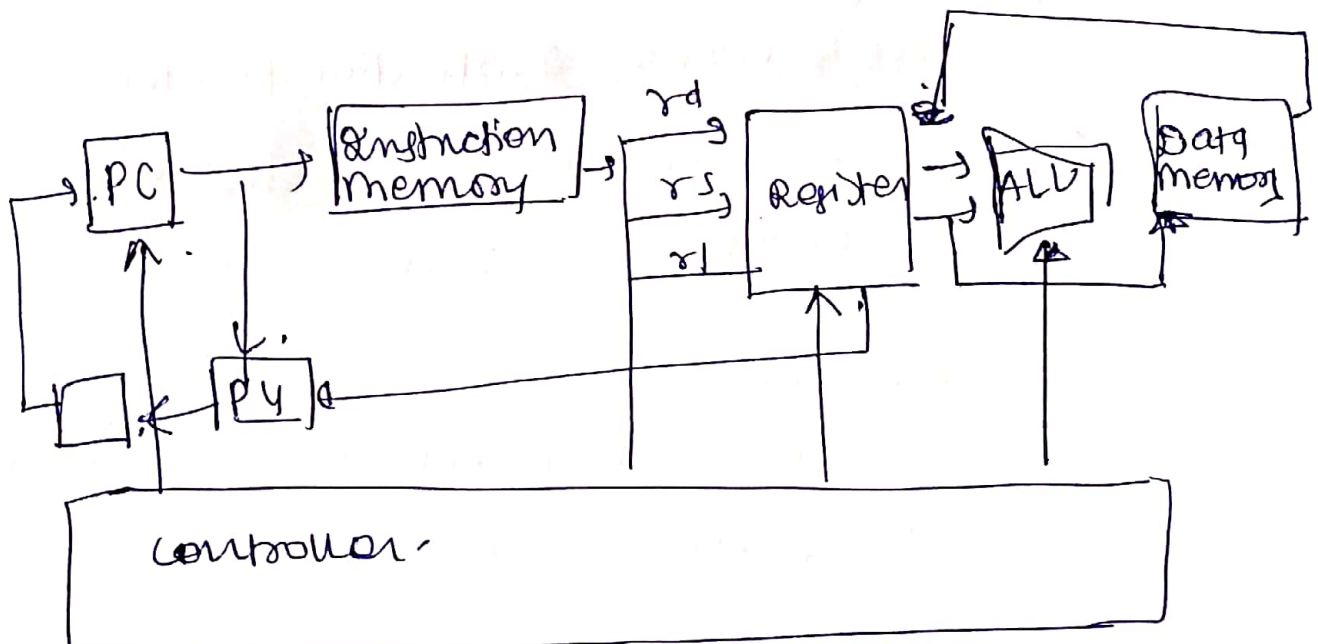 rd
PC
Instruction
memory
rs
Register
ALU
Data
memory
rt
P4
controller.